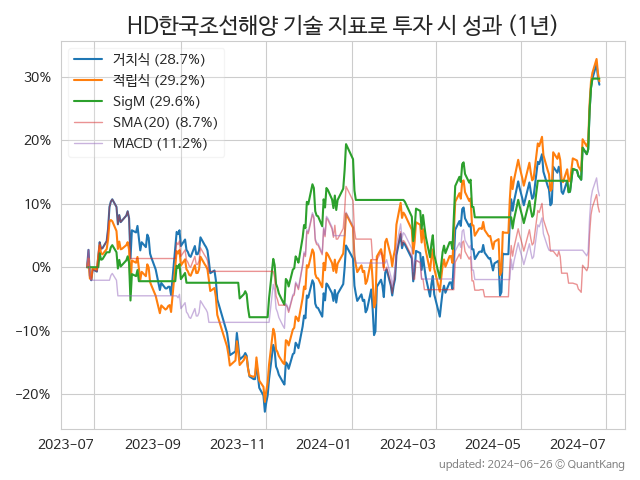 HD한국조선해양 기술 지표로 투자 시 성과 (1년)
거치식 (28.7%)
적립식 (29.2%)
SigM (29.6%)
SMA(20) (8.7%)
MACD (11.2%)
30%
20%
10%
0%
−10%
−20%
2023-07 2023-09 2023-11 2024-01 2024-03 2024-05 2024-07
updated: 2024-06-26 © QuantKang